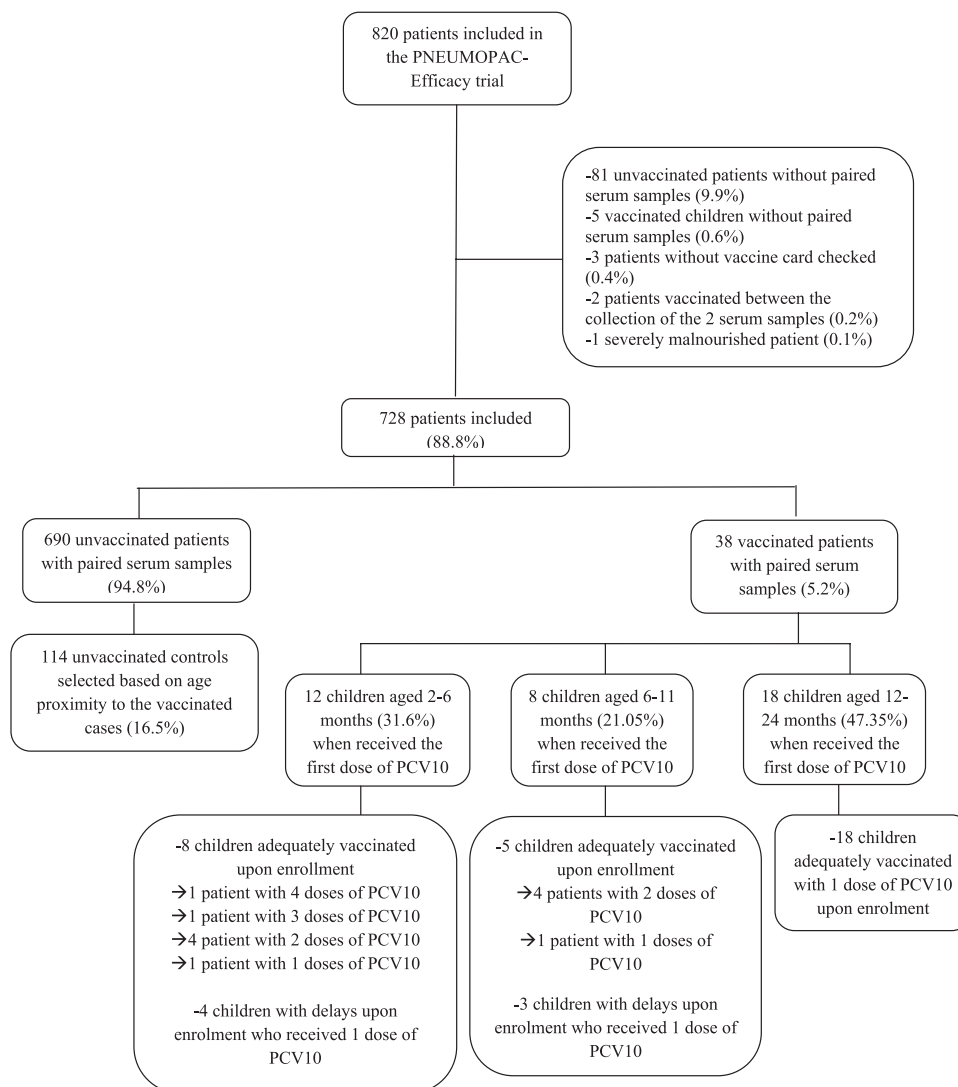 820 patients included in
the PNEUMOPAC-
Efficacy trial
-81 unvaccinated patients without paired
serum samples (9.9%)
-5 vaccinated children without paired
serum samples (0.6%)
-3 patients without vaccine card checked
(0.4%)
-2 patients vaccinated between the
collection of the 2 serum samples (0.2%)
-1 severely malnourished patient (0.1%)
728 patients included
(88.8%)
690 unvaccinated patients
with paired serum samples
(94.8%)
38 vaccinated patients
with paired serum
samples (5.2%)
114 unvaccinated controls
selected based on age
proximity to the vaccinated
cases (16.5%)
12 children aged 2-6
months (31.6%)
when received the
first dose of PCV10
8 children aged 6-11
months (21.05%)
when received the
first dose of PCV10
18 children aged 12-
24 months (47.35%)
when received the
first dose of PCV10
-8 children adequately vaccinated
upon enrollment
→1 patient with 4 doses of PCV10
→1 patient with 3 doses of PCV10
→4 patient with 2 doses of PCV10
→1 patient with 1 doses of PCV10
-4 children with delays upon
enrolment who received 1 dose of
PCV10
-5 children adequately vaccinated
upon enrollment
→4 patients with 2 doses of
PCV10
→1 patient with 1 doses of
PCV10
-3 children with delays upon
enrolment who received 1 dose of
PCV10
-18 children
adequately vaccinated
with 1 dose of PCV10
upon enrolment